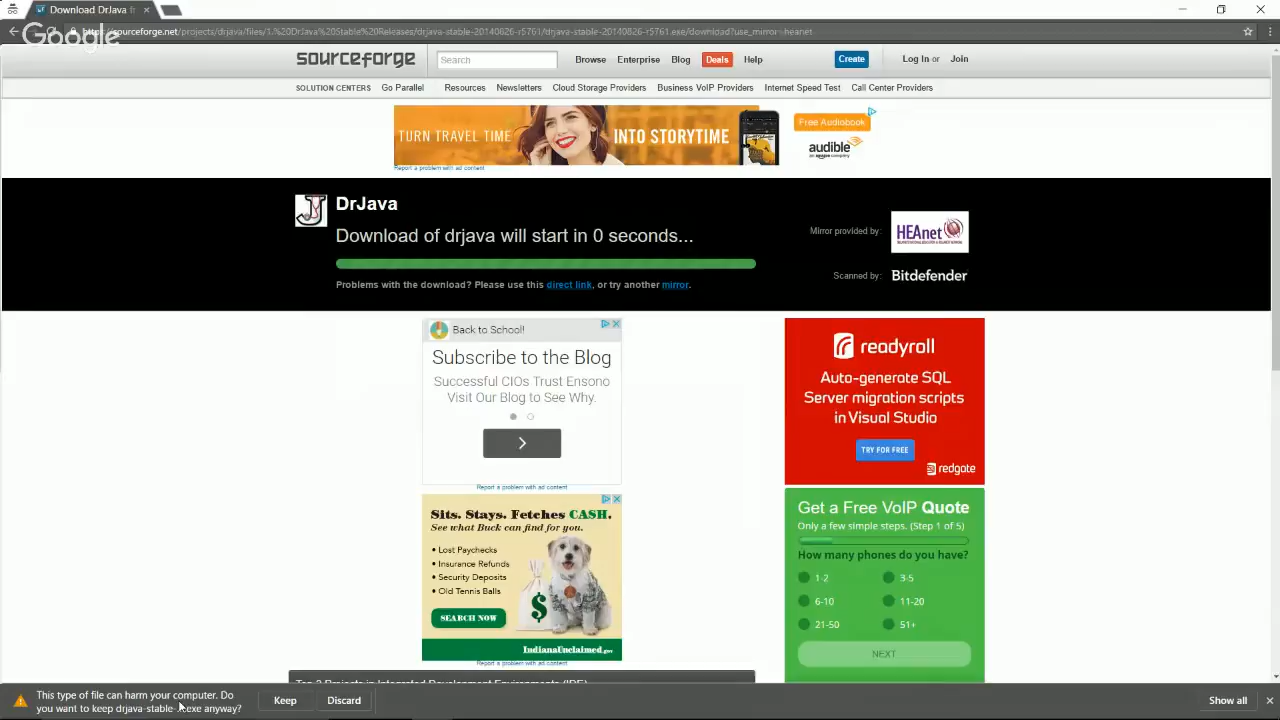 Download DrJava f
Google
https://sourceforge.net/projects/drjava/files/1.%20DrJava%20Stable%20Releases/drjava-stable-20140826-r5761/drjava-stable-20140826-r5761.exe/download?use_mirror=heanet
sourceforge
Search
Browse
Enterprise
Blog
Deals
Help
Create
Log In or
Join
SOLUTION CENTERS
Go Parallel
Resources
Newsletters
Cloud Storage Providers
Business VoIP Providers
Internet Speed Test
Call Center Providers
TURN TRAVEL TIME
INTO STORYTIME
Free Audiobook
audible
an amazon company
Report a problem with ad content
DrJava
Download of drjava will start in 0 seconds...
Problems with the download? Please use this direct link, or try another mirror.
Mirror provided by:
HEAnet
Scanned by:
Bitdefender
Back to School!
Subscribe to the Blog
Successful CIOs Trust Ensono
Visit Our Blog to See Why.
Report a problem with ad content
Sits. Stays. Fetches CASH.
See what Buck can find for you.
• Lost Paychecks
• Insurance Refunds
• Security Deposits
• Old Tennis Balls
SEARCH NOW
IndianaUnclaimed.gov
Report a problem with ad content
readyroll
Auto-generate SQL
Server migration scripts
in Visual Studio
TRY FOR FREE
redgate
Get a Free VoIP Quote
Only a few simple steps. (Step 1 of 5)
How many phones do you have?
1-2
3-5
6-10
11-20
21-50
51+
NEXT
Top 3 Projects in Integrated Development Environments (IDE)
This type of file can harm your computer. Do
you want to keep drjava-stable-...exe anyway?
Keep
Discard
Show all